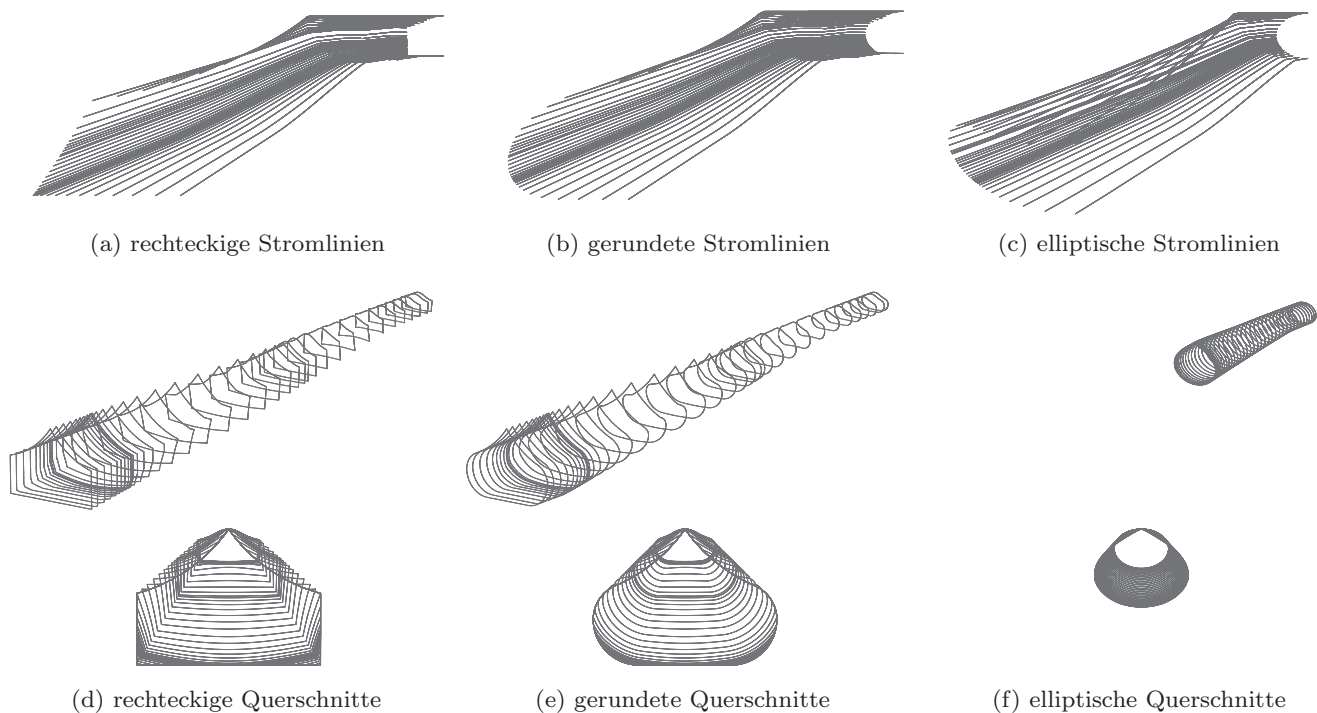 (a) rechteckige Stromlinien
(b) gerundete Stromlinien
(c) elliptische Stromlinien
(d) rechteckige Querschnitte
(e) gerundete Querschnitte
(f) elliptische Querschnitte